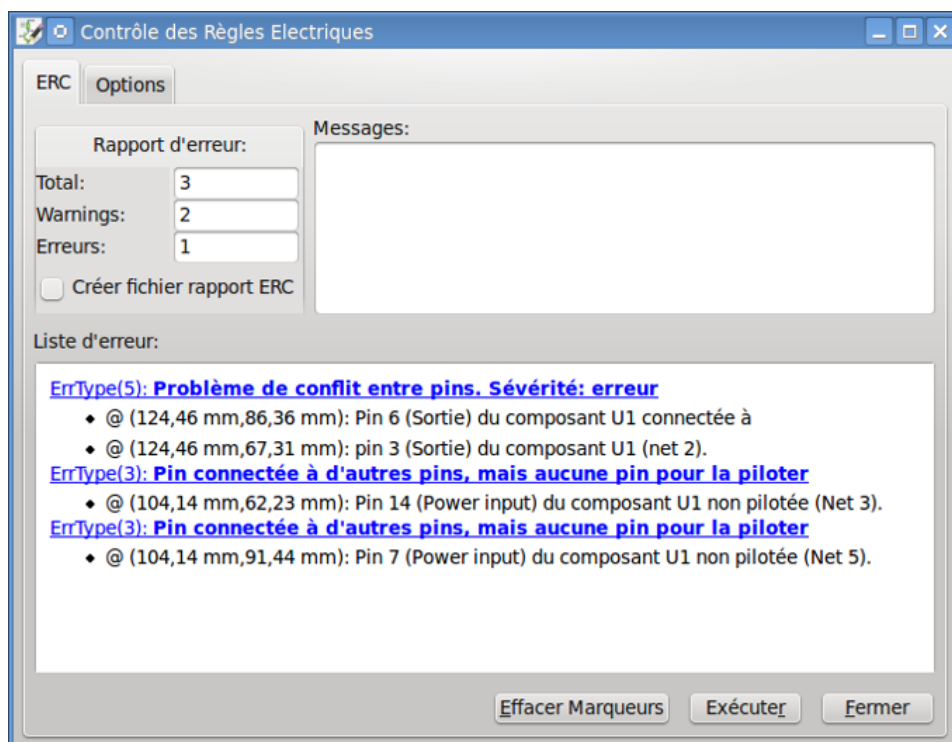 Contrôle des Règles Electriques
ERC Options
Rapport d'erreur:
Messages:
Total: 3
Warnings: 2
Erreurs: 1
Créer fichier rapport ERC
Liste d'erreur:
ErrType(5): Problème de conflit entre pins. Sévérité: erreur
◆ @ (124,46 mm,86,36 mm): Pin 6 (Sortie) du composant U1 connectée à
◆ @ (124,46 mm,67,31 mm): pin 3 (Sortie) du composant U1 (net 2).
ErrType(3): Pin connectée à d'autres pins, mais aucune pin pour la piloter
◆ @ (104,14 mm,62,23 mm): Pin 14 (Power input) du composant U1 non pilotée (Net 3).
ErrType(3): Pin connectée à d'autres pins, mais aucune pin pour la piloter
◆ @ (104,14 mm,91,44 mm): Pin 7 (Power input) du composant U1 non pilotée (Net 5).
Effacer Marqueurs Exécuter Fermer